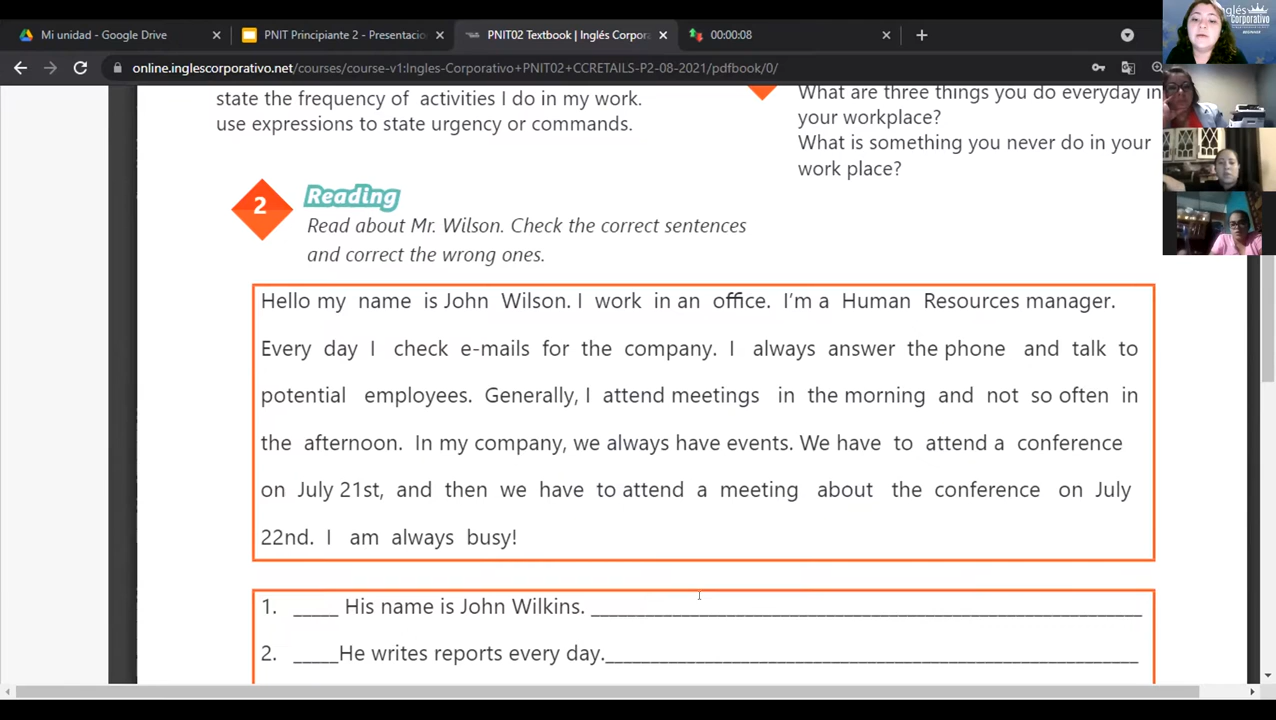 Mi unidad - Google Drive
PNIT Principiante 2 - Presentacio
PNIT02 Textbook | Inglés Corpora
00:00:08
online.inglescorporativo.net/courses/course-v1:Ingles-Corporativo+PNIT02+CCRETAILS-P2-08-2021/pdfbook/0/
Inglés
Corporativo
state the frequency of activities I do in my work.
use expressions to state urgency or commands.
What are three things you do everyday in
your workplace?
What is something you never do in your
work place?
2
Reading
Read about Mr. Wilson. Check the correct sentences
and correct the wrong ones.
Hello my name is John Wilson. I work in an office. I'm a Human Resources manager.
Every day I check e-mails for the company. I always answer the phone and talk to
potential employees. Generally, I attend meetings in the morning and not so often in
the afternoon. In my company, we always have events. We have to attend a conference
on July 21st, and then we have to attend a meeting about the conference on July
22nd. I am always busy!
1. _____ His name is John Wilkins. ____________________
2. _____He writes reports every day.____________________